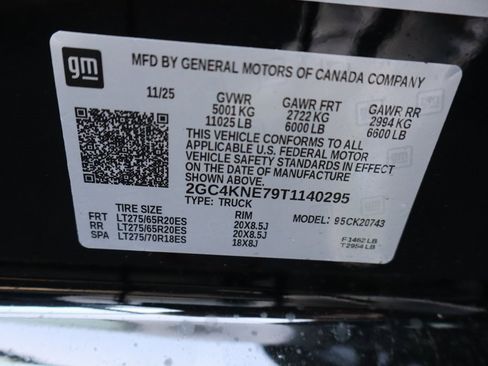 gm
MFD BY GENERAL MOTORS OF CANADA COMPANY
11/25 GVWR GAWR FRT GAWR RR
5001 KG 2722 KG 2994 KG
11025 LB 6000 LB 6600 LB
THIS VEHICLE CONFORMS TO ALL
APPLICABLE U.S. FEDERAL MOTOR
VEHICLE SAFETY STANDARDS IN EFFECT
ON THE DATE OF MANUFACTURE SHOWN ABOVE.
2GC4KNE79T1140295
TYPE: TRUCK
TIRE SIZE RIM MODEL: 95CK20743
FRT LT275/65R20ES 20X8.5J
RR LT275/65R20ES 20X8.5J
SPA LT275/70R18ES 18X8J
F3462 LB
T2954 LB